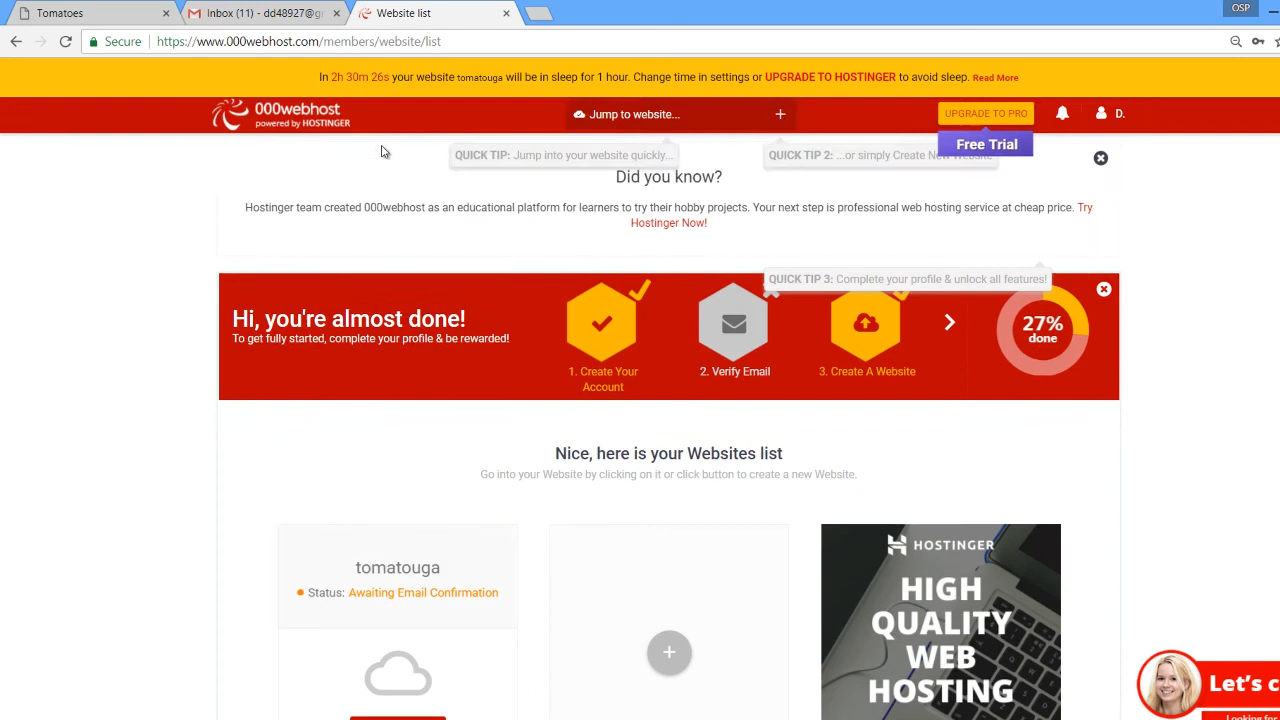 Tomatoes
Inbox (11) - dd48927@gr
Website list
OSP
Secure
https://www.000webhost.com/members/website/list
In 2h 30m 26s your website tomatouga will be in sleep for 1 hour. Change time in settings or UPGRADE TO HOSTINGER to avoid sleep. Read More
000webhost
powered by HOSTINGER
Jump to website...
UPGRADE TO PRO
D.
Free Trial
QUICK TIP: Jump into your website quickly...
QUICK TIP 2: ...or simply Create New Website
Did you know?
Hostinger team created 000webhost as an educational platform for learners to try their hobby projects. Your next step is professional web hosting service at cheap price. Try
Hostinger Now!
QUICK TIP 3: Complete your profile & unlock all features!
Hi, you're almost done!
To get fully started, complete your profile & be rewarded!
1. Create Your
Account
2. Verify Email
3. Create A Website
27%
done
Nice, here is your Websites list
Go into your Website by clicking on it or click button to create a new Website.
tomatouga
Status: Awaiting Email Confirmation
HOSTINGER
HIGH
QUALITY
WEB
HOSTING
Let's c
Looking for